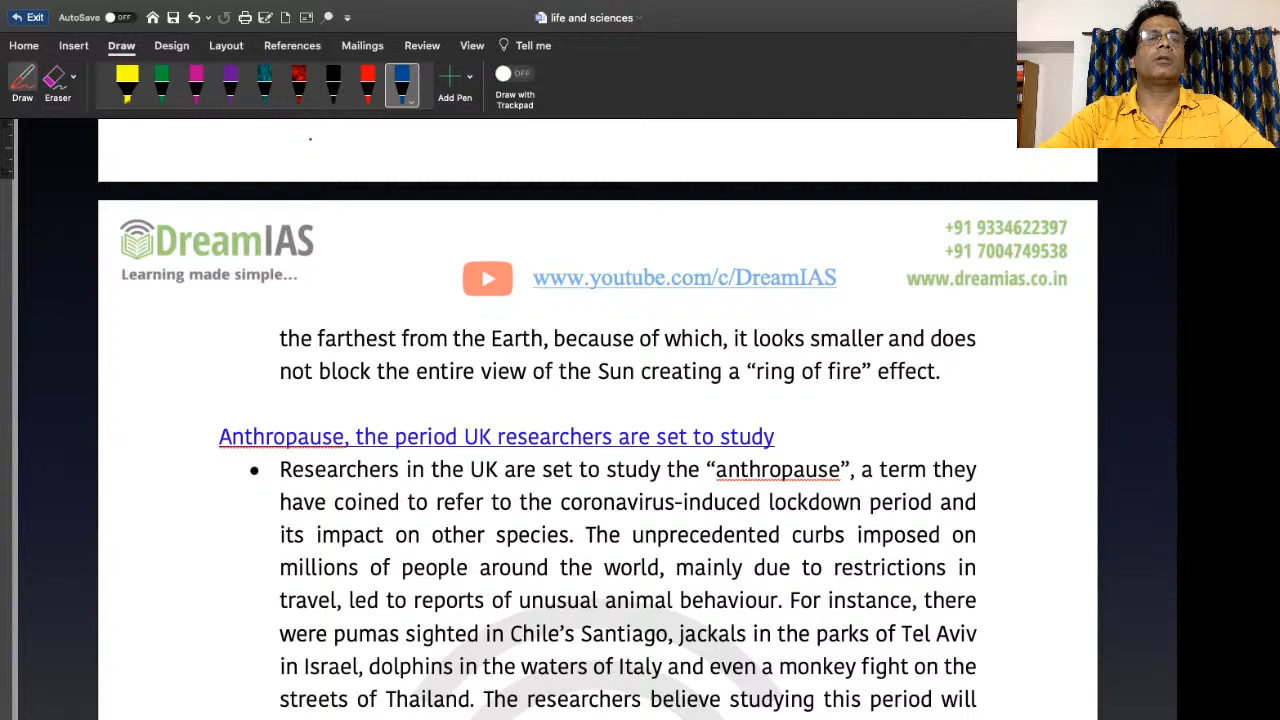 Exit
AutoSave OFF
life and sciences
Home Insert Draw Design Layout References Mailings Review View Tell me
OFF
Draw Eraser Add Pen Draw with
Trackpad
DreamIAS
Learning made simple...
www.youtube.com/c/DreamIAS
+91 9334622397
+91 7004749538
www.dreamias.co.in
the farthest from the Earth, because of which, it looks smaller and does
not block the entire view of the Sun creating a “ring of fire” effect.
Anthropause, the period UK researchers are set to study
• Researchers in the UK are set to study the “anthropause”, a term they
have coined to refer to the coronavirus-induced lockdown period and
its impact on other species. The unprecedented curbs imposed on
millions of people around the world, mainly due to restrictions in
travel, led to reports of unusual animal behaviour. For instance, there
were pumas sighted in Chile’s Santiago, jackals in the parks of Tel Aviv
in Israel, dolphins in the waters of Italy and even a monkey fight on the
streets of Thailand. The researchers believe studying this period will